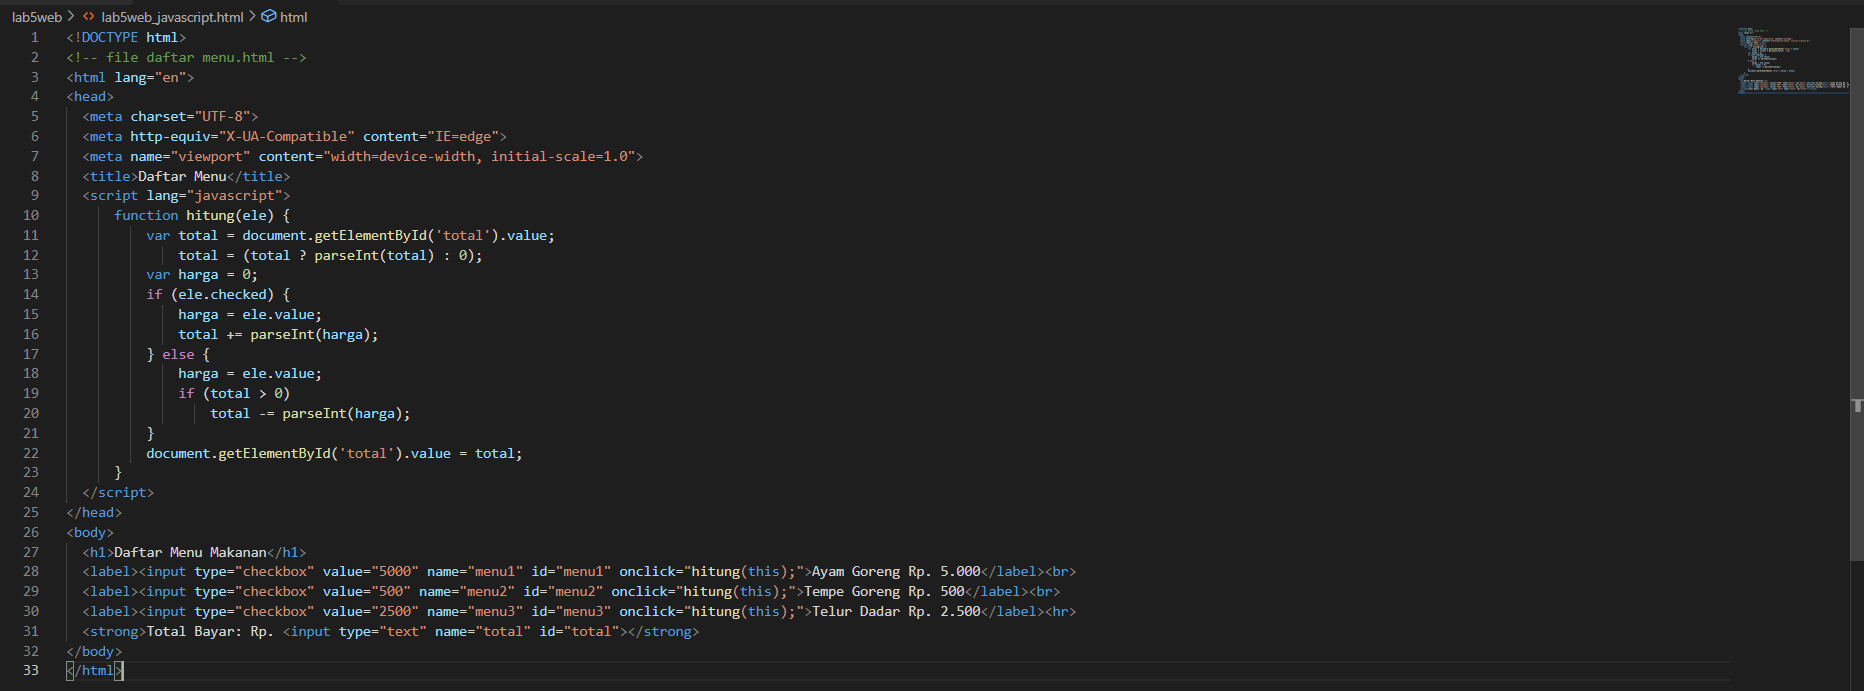 lab5web > <> lab5web_javascript.html > html
1 <!DOCTYPE html>
2 <!-- file daftar menu.html -->
3 <html lang="en">
4 <head>
5   <meta charset="UTF-8">
6   <meta http-equiv="X-UA-Compatible" content="IE=edge">
7   <meta name="viewport" content="width=device-width, initial-scale=1.0">
8   <title>Daftar Menu</title>
9   <script lang="javascript">
10       function hitung(ele) {
11           var total = document.getElementById('total').value;
12               total = (total ? parseInt(total) : 0);
13           var harga = 0;
14           if (ele.checked) {
15               harga = ele.value;
16               total += parseInt(harga);
17           } else {
18               harga = ele.value;
19               if (total > 0)
20                   total -= parseInt(harga);
21           }
22           document.getElementById('total').value = total;
23       }
24   </script>
25 </head>
26 <body>
27   <h1>Daftar Menu Makanan</h1>
28   <label><input type="checkbox" value="5000" name="menu1" id="menu1" onclick="hitung(this);">Ayam Goreng Rp. 5.000</label><br>
29   <label><input type="checkbox" value="500" name="menu2" id="menu2" onclick="hitung(this);">Tempe Goreng Rp. 500</label><br>
30   <label><input type="checkbox" value="2500" name="menu3" id="menu3" onclick="hitung(this);">Telur Dadar Rp. 2.500</label><hr>
31   <strong>Total Bayar: Rp. <input type="text" name="total" id="total"></strong>
32 </body>
33 </html>